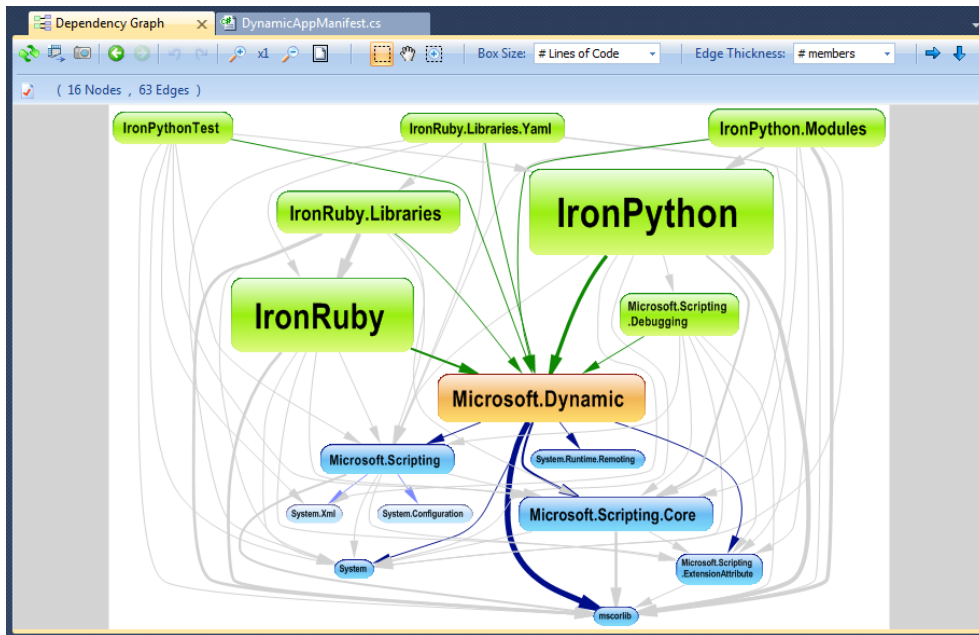 Dependency Graph
DynamicAppManifest.cs
x1
Box Size:
# Lines of Code
Edge Thickness:
# members
( 16 Nodes , 63 Edges )
IronPythonTest
IronRuby.Libraries.Yaml
IronPython.Modules
IronRuby.Libraries
IronPython
IronRuby
Microsoft.Scripting
.Debugging
Microsoft.Dynamic
Microsoft.Scripting
System.Runtime.Remoting
System.Xml
System.Configuration
Microsoft.Scripting.Core
System
Microsoft.Scripting
.ExtensionAttribute
mscorlib